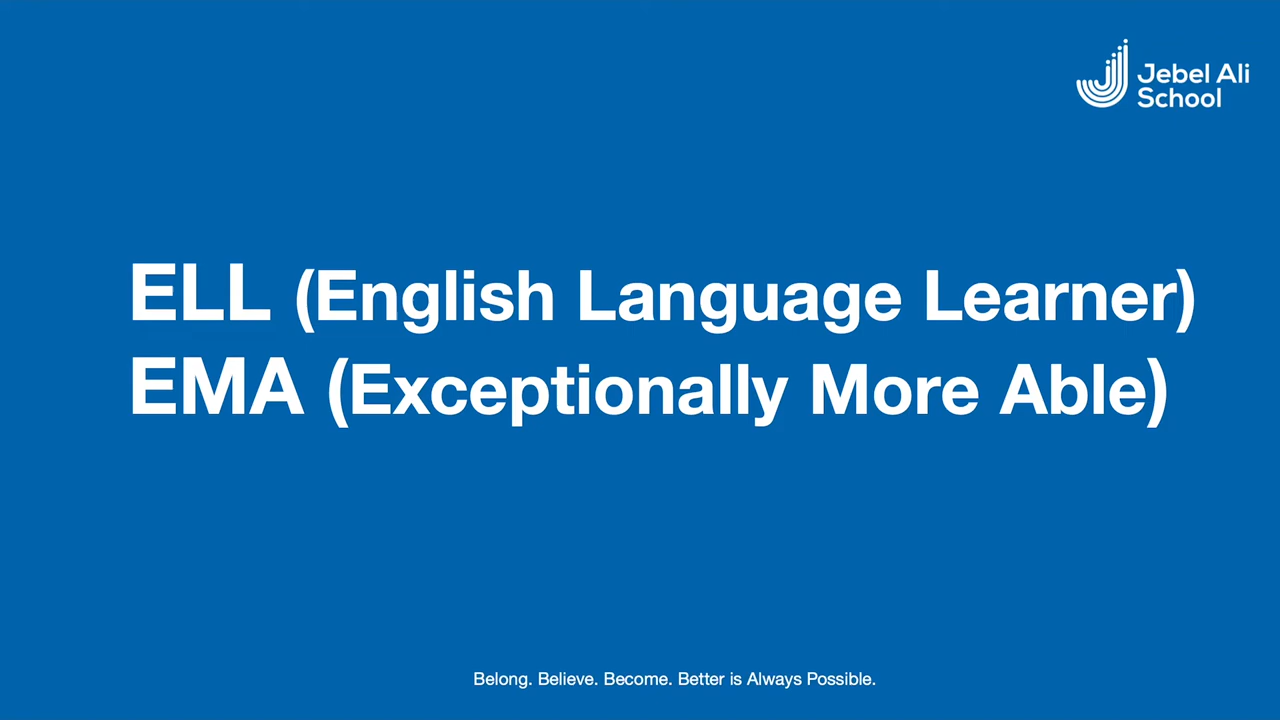 Jebel Ali
School
ELL (English Language Learner)
EMA (Exceptionally More Able)
Belong. Believe. Become. Better is Always Possible.